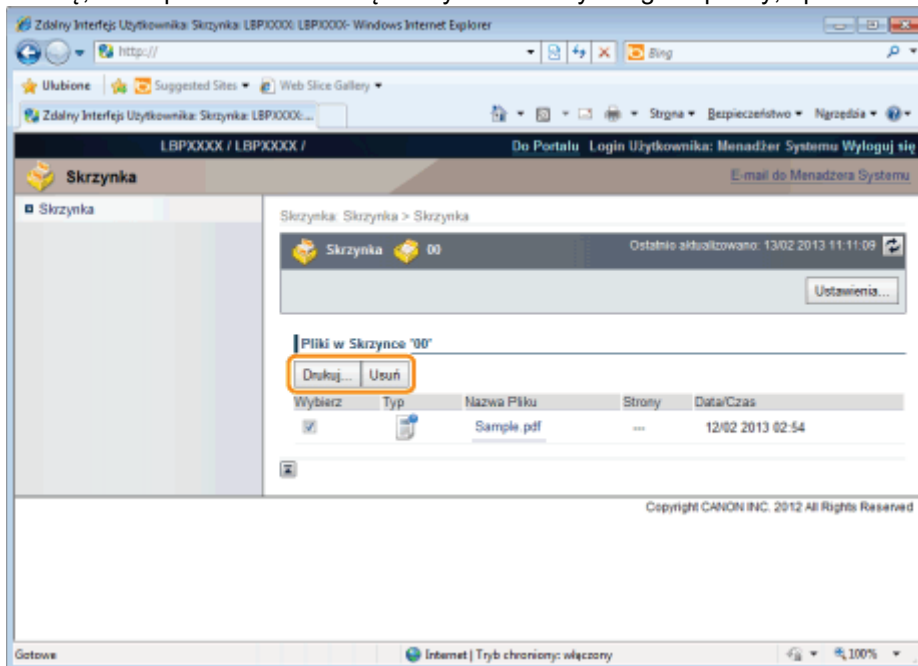 Zdalny Interfejs Użytkownika: Skrzynka: LBPXXXX: LBPXXXX- Windows Internet Explorer
http://
Bing
Ulubione Suggested Sites Web Slice Gallery
Zdalny Interfejs Użytkownika: Skrzynka: LBPXXXX:...
Strona Bezpieczeństwo Narzędzia
LBPXXXX / LBPXXXX /
Do Portalu Login Użytkownika: Menadżer Systemu Wyloguj się
Skrzynka
E-mail do Menadżera Systemu
Skrzynka
Skrzynka: Skrzynka > Skrzynka
Skrzynka 00
Ostatnio aktualizowano: 13/02 2013 11:11:09
Ustawienia...
Pliki w Skrzynce '00'
Drukuj... Usuń
Wybierz Typ Nazwa Pliku Strony Data/Czas
Sample.pdf --- 12/02 2013 02:54
Copyright CANON INC. 2012 All Rights Reserved
Gotowe
Internet | Tryb chroniony: włączony
100%